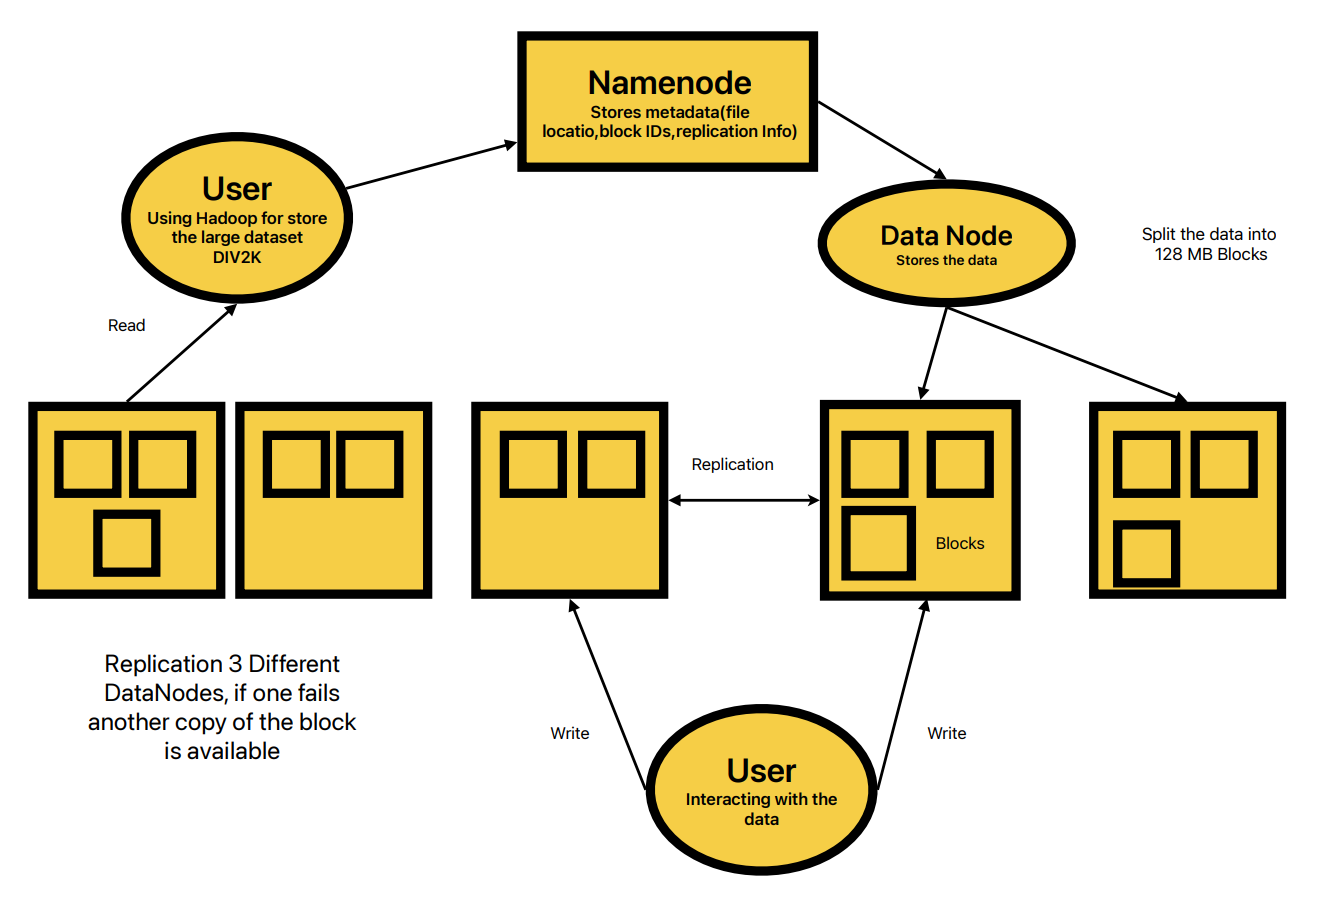 Namenode
Stores metadata(file
locatio,block IDs,replication Info)
User
Using Hadoop for store
the large dataset
DIV2K
Data Node
Stores the data
Split the data into
128 MB Blocks
Read
Replication
Blocks
Replication 3 Different
DataNodes, if one fails
another copy of the block
is available
Write
Write
User
Interacting with the
data